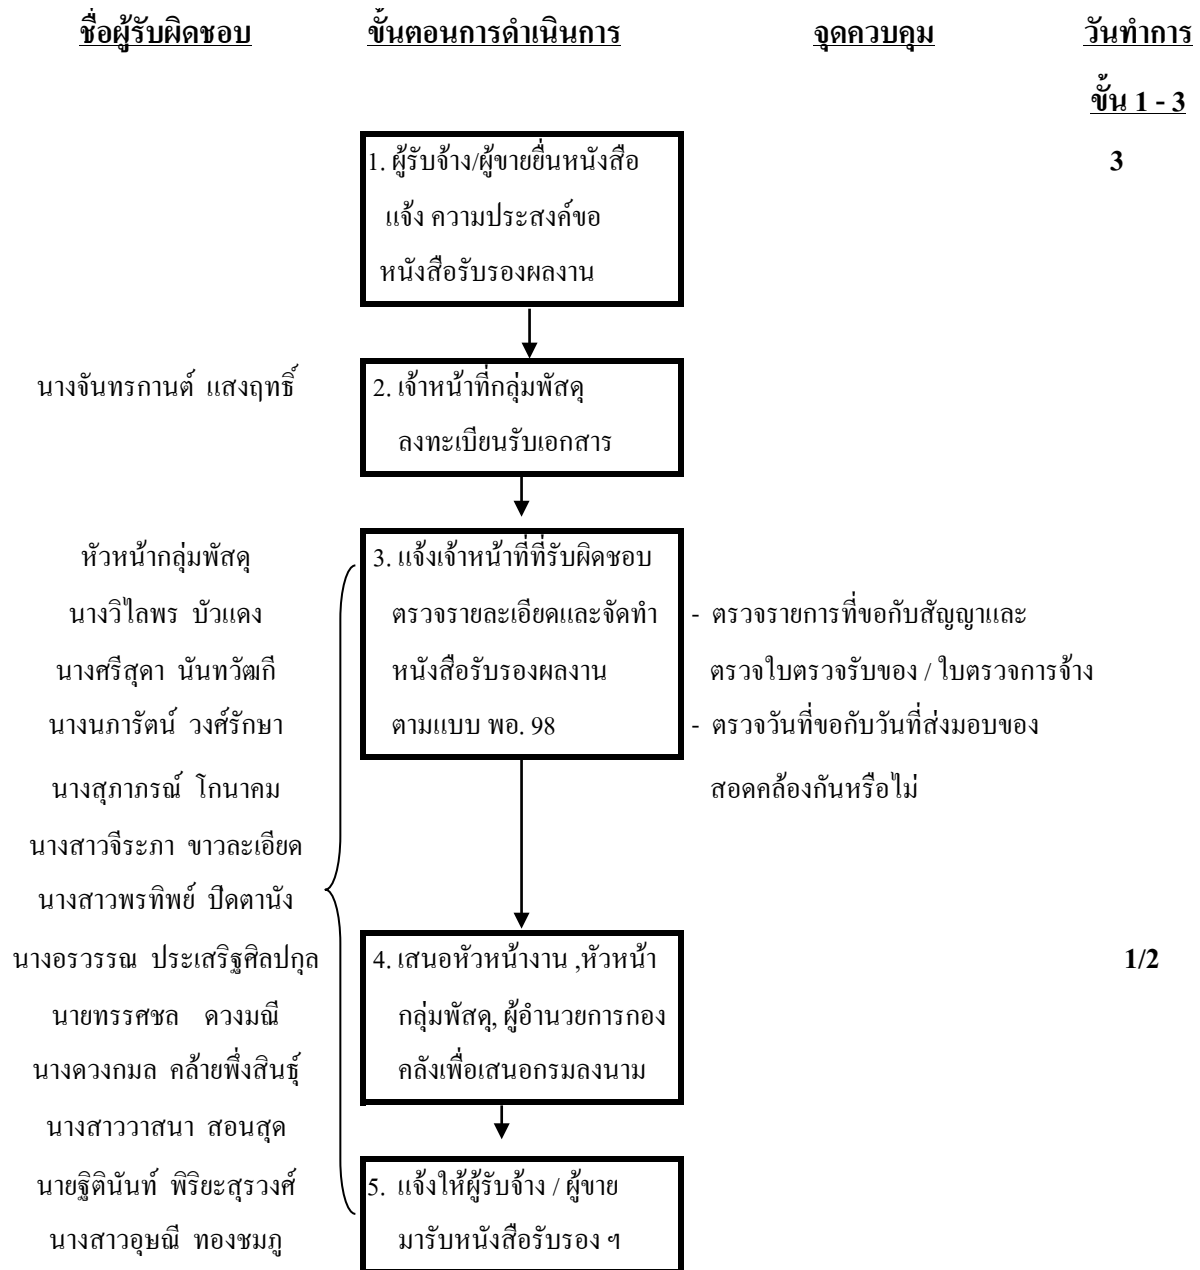 ชื่อผู้รับผิดชอบ ขั้นตอนการดำเนินการ จุดควบคุม วันทำการ
ขั้น 1 - 3
1. ผู้รับจ้าง/ผู้ขายยื่นหนังสือ 3
แจ้ง ความประสงค์ขอ
หนังสือรับรองผลงาน
นางจันทรกานต์ แสงฤทธิ์ 2. เจ้าหน้าที่กลุ่มพัสดุ
ลงทะเบียนรับเอกสาร
หัวหน้ากลุ่มพัสดุ 3. แจ้งเจ้าหน้าที่ที่รับผิดชอบ
นางวิไลพร บัวแดง ตรวจรายละเอียดและจัดทำ - ตรวจรายการที่ขอกับสัญญาและ
นางศรีสุดา นันทวัฒกี หนังสือรับรองผลงาน ตรวจใบตรวจรับของ / ใบตรวจการจ้าง
นางนภารัตน์ วงศ์รักษา ตามแบบ พอ. 98 - ตรวจวันที่ขอกับวันที่ส่งมอบของ
นางสุภาภรณ์ โกนาคม สอดคล้องกันหรือไม่
นางสาวจีระภา ขาวละเอียด
นางสาวพรทิพย์ ปัดตานัง
นางอรวรรณ ประเสริฐศิลปกุล 4. เสนอหัวหน้างาน ,หัวหน้า 1/2
นายทรรศชล ดวงมณี กลุ่มพัสดุ, ผู้อำนวยการกอง
นางดวงกมล คล้ายพึ่งสินธุ์ คลังเพื่อเสนอกรมลงนาม
นางสาววาสนา สอนสุด
นายฐิตินันท์ พิริยะสุรวงศ์ 5. แจ้งให้ผู้รับจ้าง / ผู้ขาย
นางสาวอุษณี ทองชมภู มารับหนังสือรับรอง ฯ